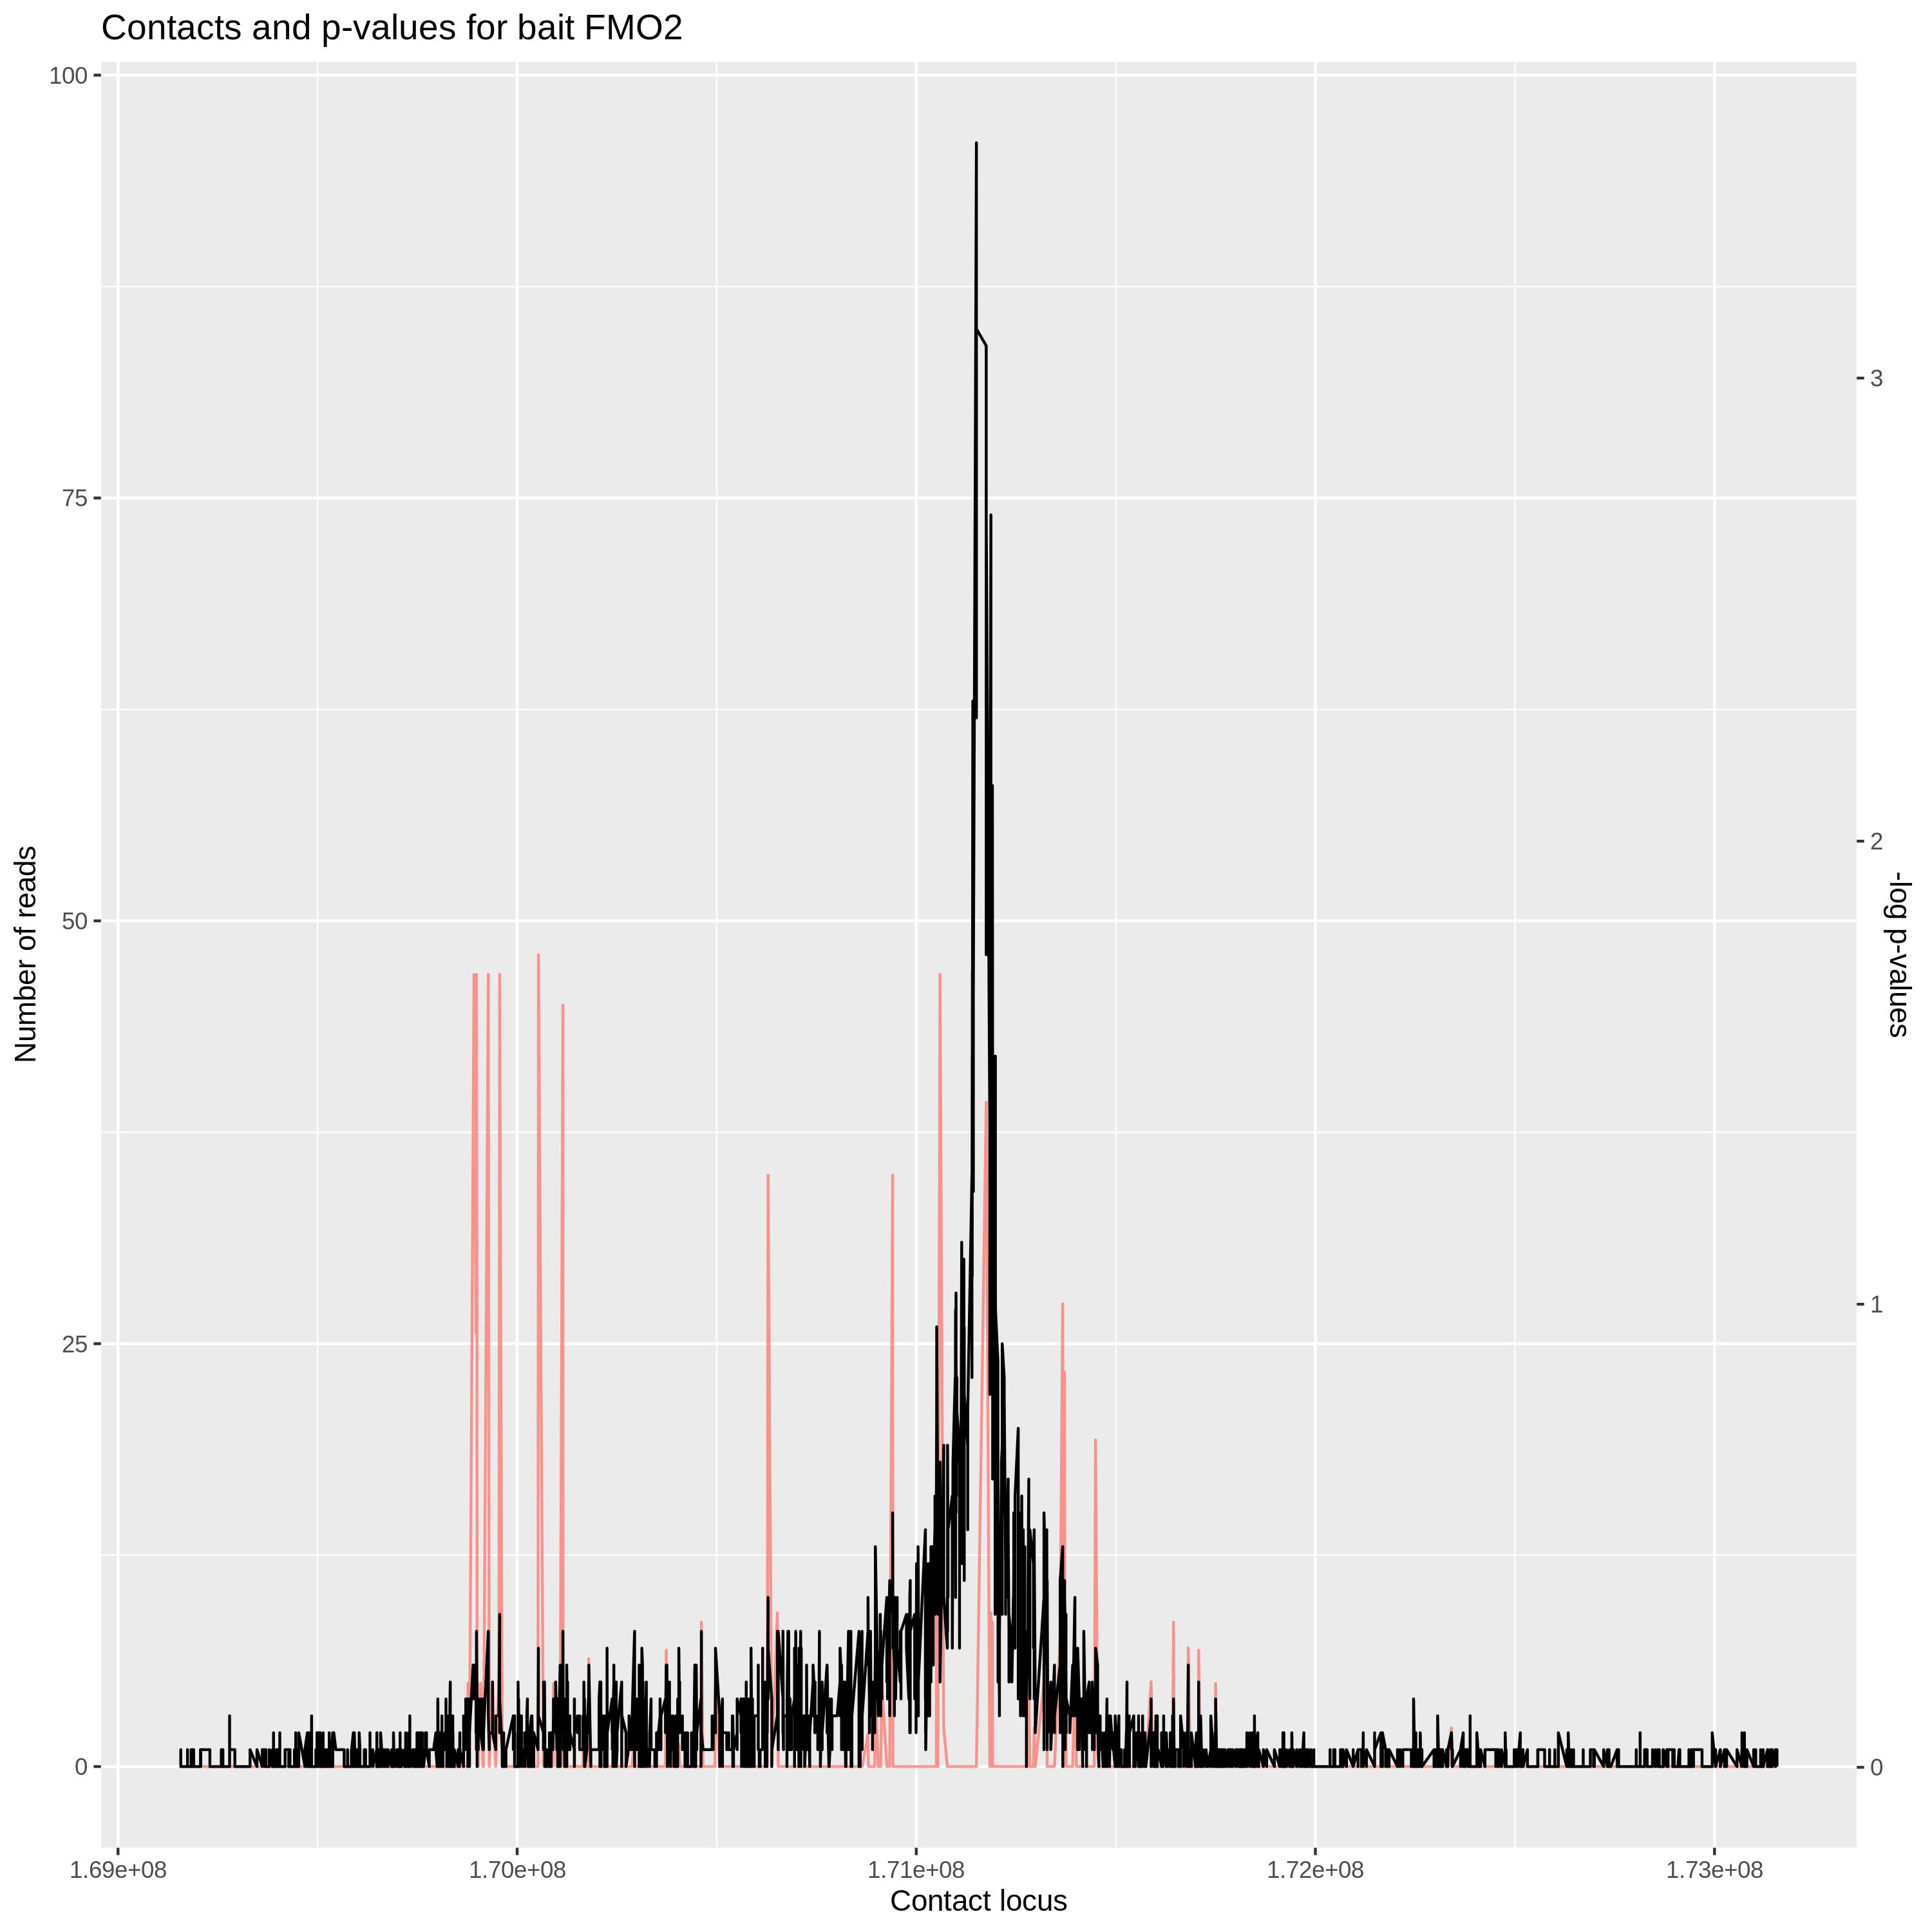 Contacts and p-values for bait FMO2
100
75
50
25
0
Number of reads
3
2
1
0
-log p-values
1.69e+08 1.70e+08 1.71e+08 1.72e+08 1.73e+08
Contact locus